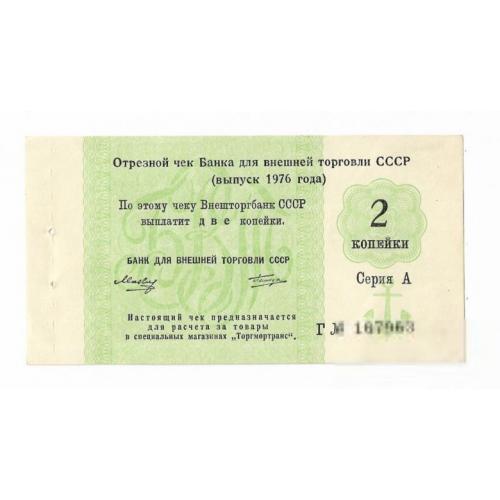 Отрезной чек Банка для внешней торговли СССР
(выпуск 1976 года)
По этому чеку Внешторгбанк СССР
выплатит две копейки.
2
КОПЕЙКИ
БАНК ДЛЯ ВНЕШНЕЙ ТОРГОВЛИ СССР
Серия А
Настоящий чек предназначается
для расчета за товары
в специальных магазинах „Торгмортранс“.
Г №